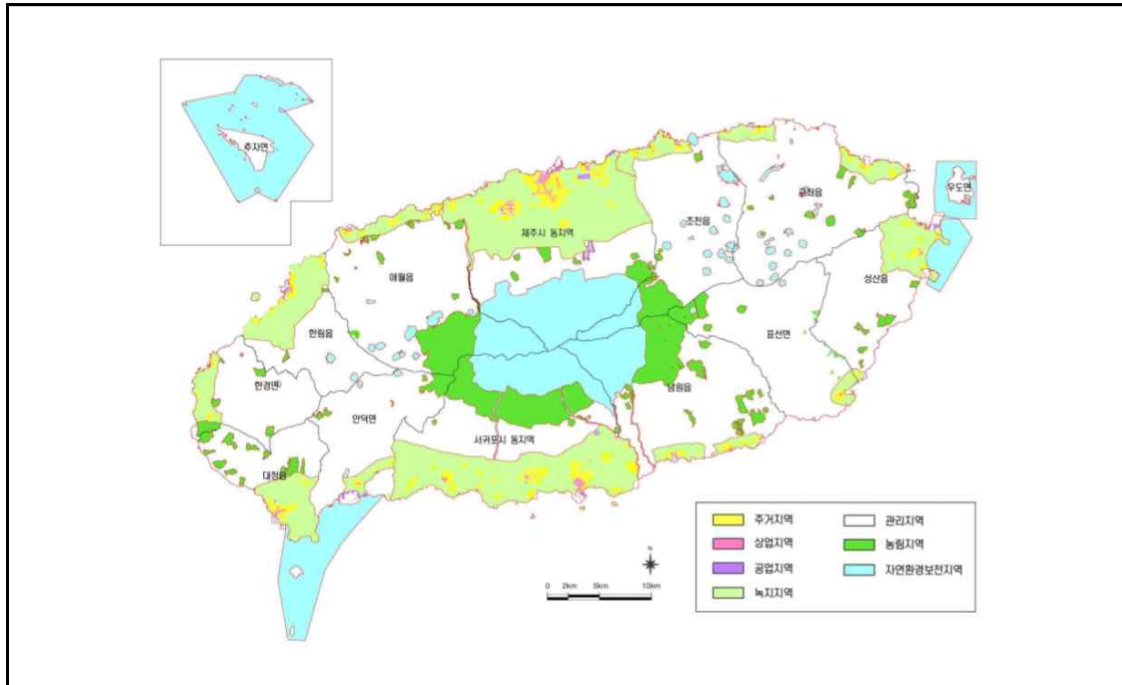 추자면
우도면
구좌읍
조천읍
제주시 동지역
성산읍
애월읍
표선면
한림읍
한경면
남원읍
안덕면
서귀포시 동지역
대정읍
N
0 2km 5km 10km
주거지역
상업지역
공업지역
녹지지역
관리지역
농림지역
자연환경보전지역